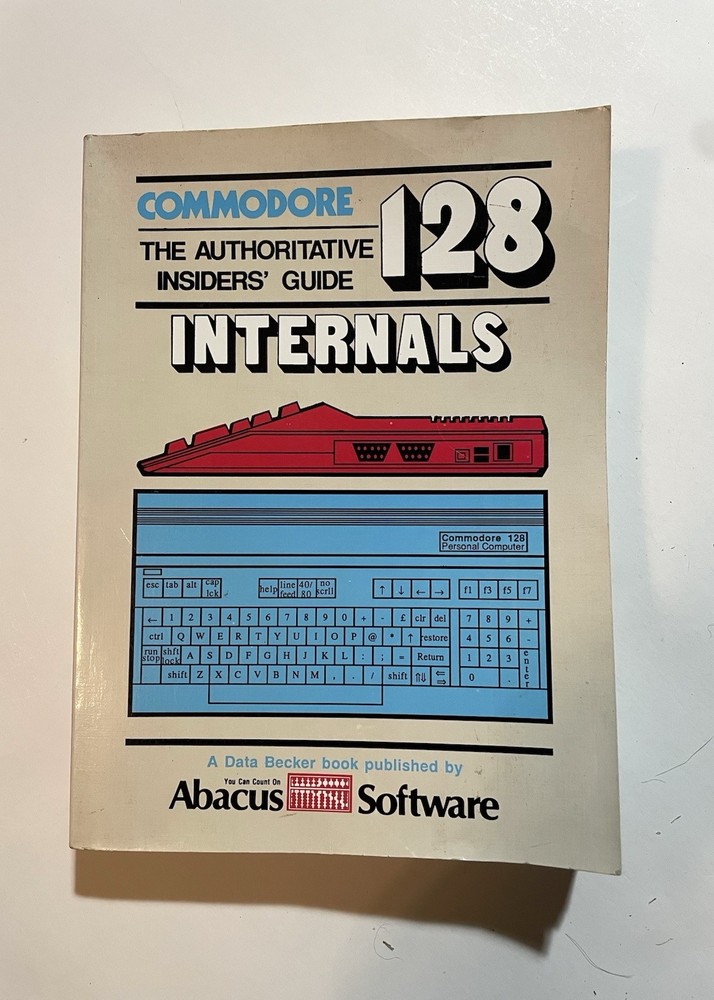 COMMODORE 128
THE AUTHORITATIVE
INSIDERS' GUIDE
INTERNALS
Commodore 128
Personal Computer
esc tab alt cap lck help line feed 40/80 no scrll ↑ ↓ ← → f1 f3 f5 f7
← 1 2 3 4 5 6 7 8 9 0 + - £ clr del 7 8 9 +
ctrl Q W E R T Y U I O P @ * ↑ restore 4 5 6 -
run stop shft lock A S D F G H J K L : ; = Return 1 2 3 enter
shift Z X C V B N M , . / shift ⇑⇓ ⇐⇒ 0 .
A Data Becker book published by
You Can Count On
Abacus Software